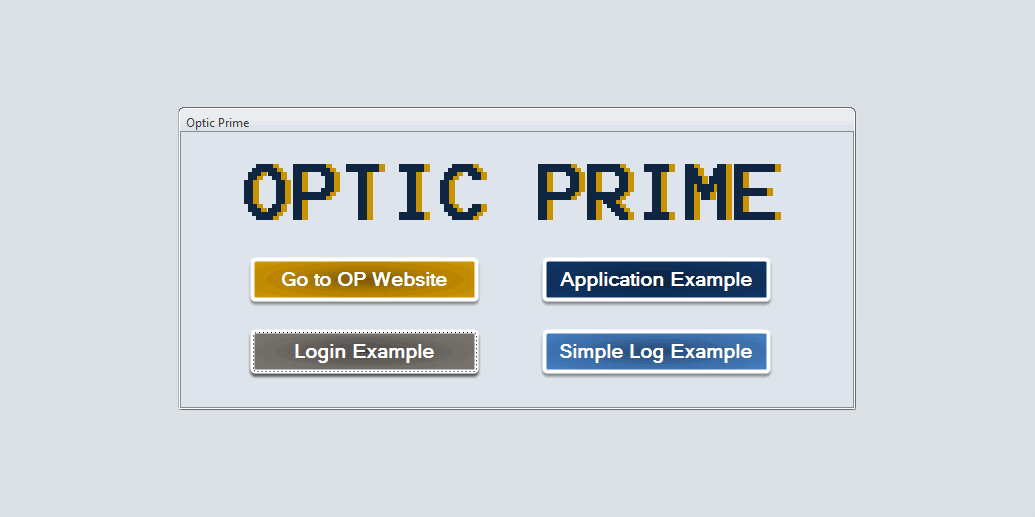 Optic Prime
OPTIC PRIME
Go to OP Website
Application Example
Login Example
Simple Log Example